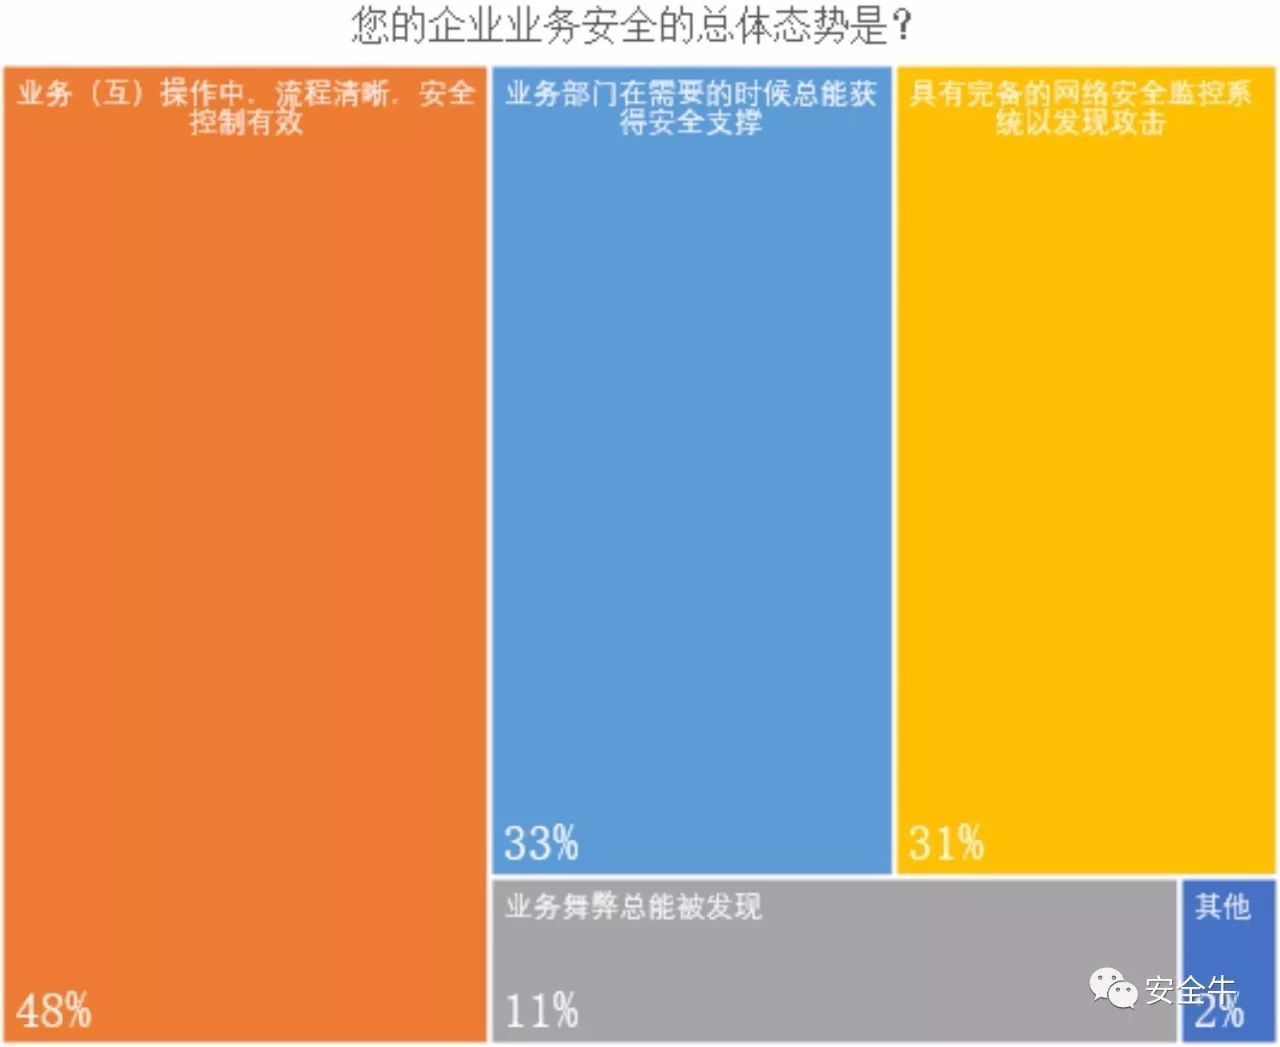 您的企业业务安全的总体态势是？
业务（互）操作中，流程清晰，安全
控制有效
48%
业务部门在需要的时候总能获
得安全支撑
33%
具有完备的网络安全监控系
统以发现攻击
31%
业务舞弊总能被发现
11%
其他
2%
安全牛